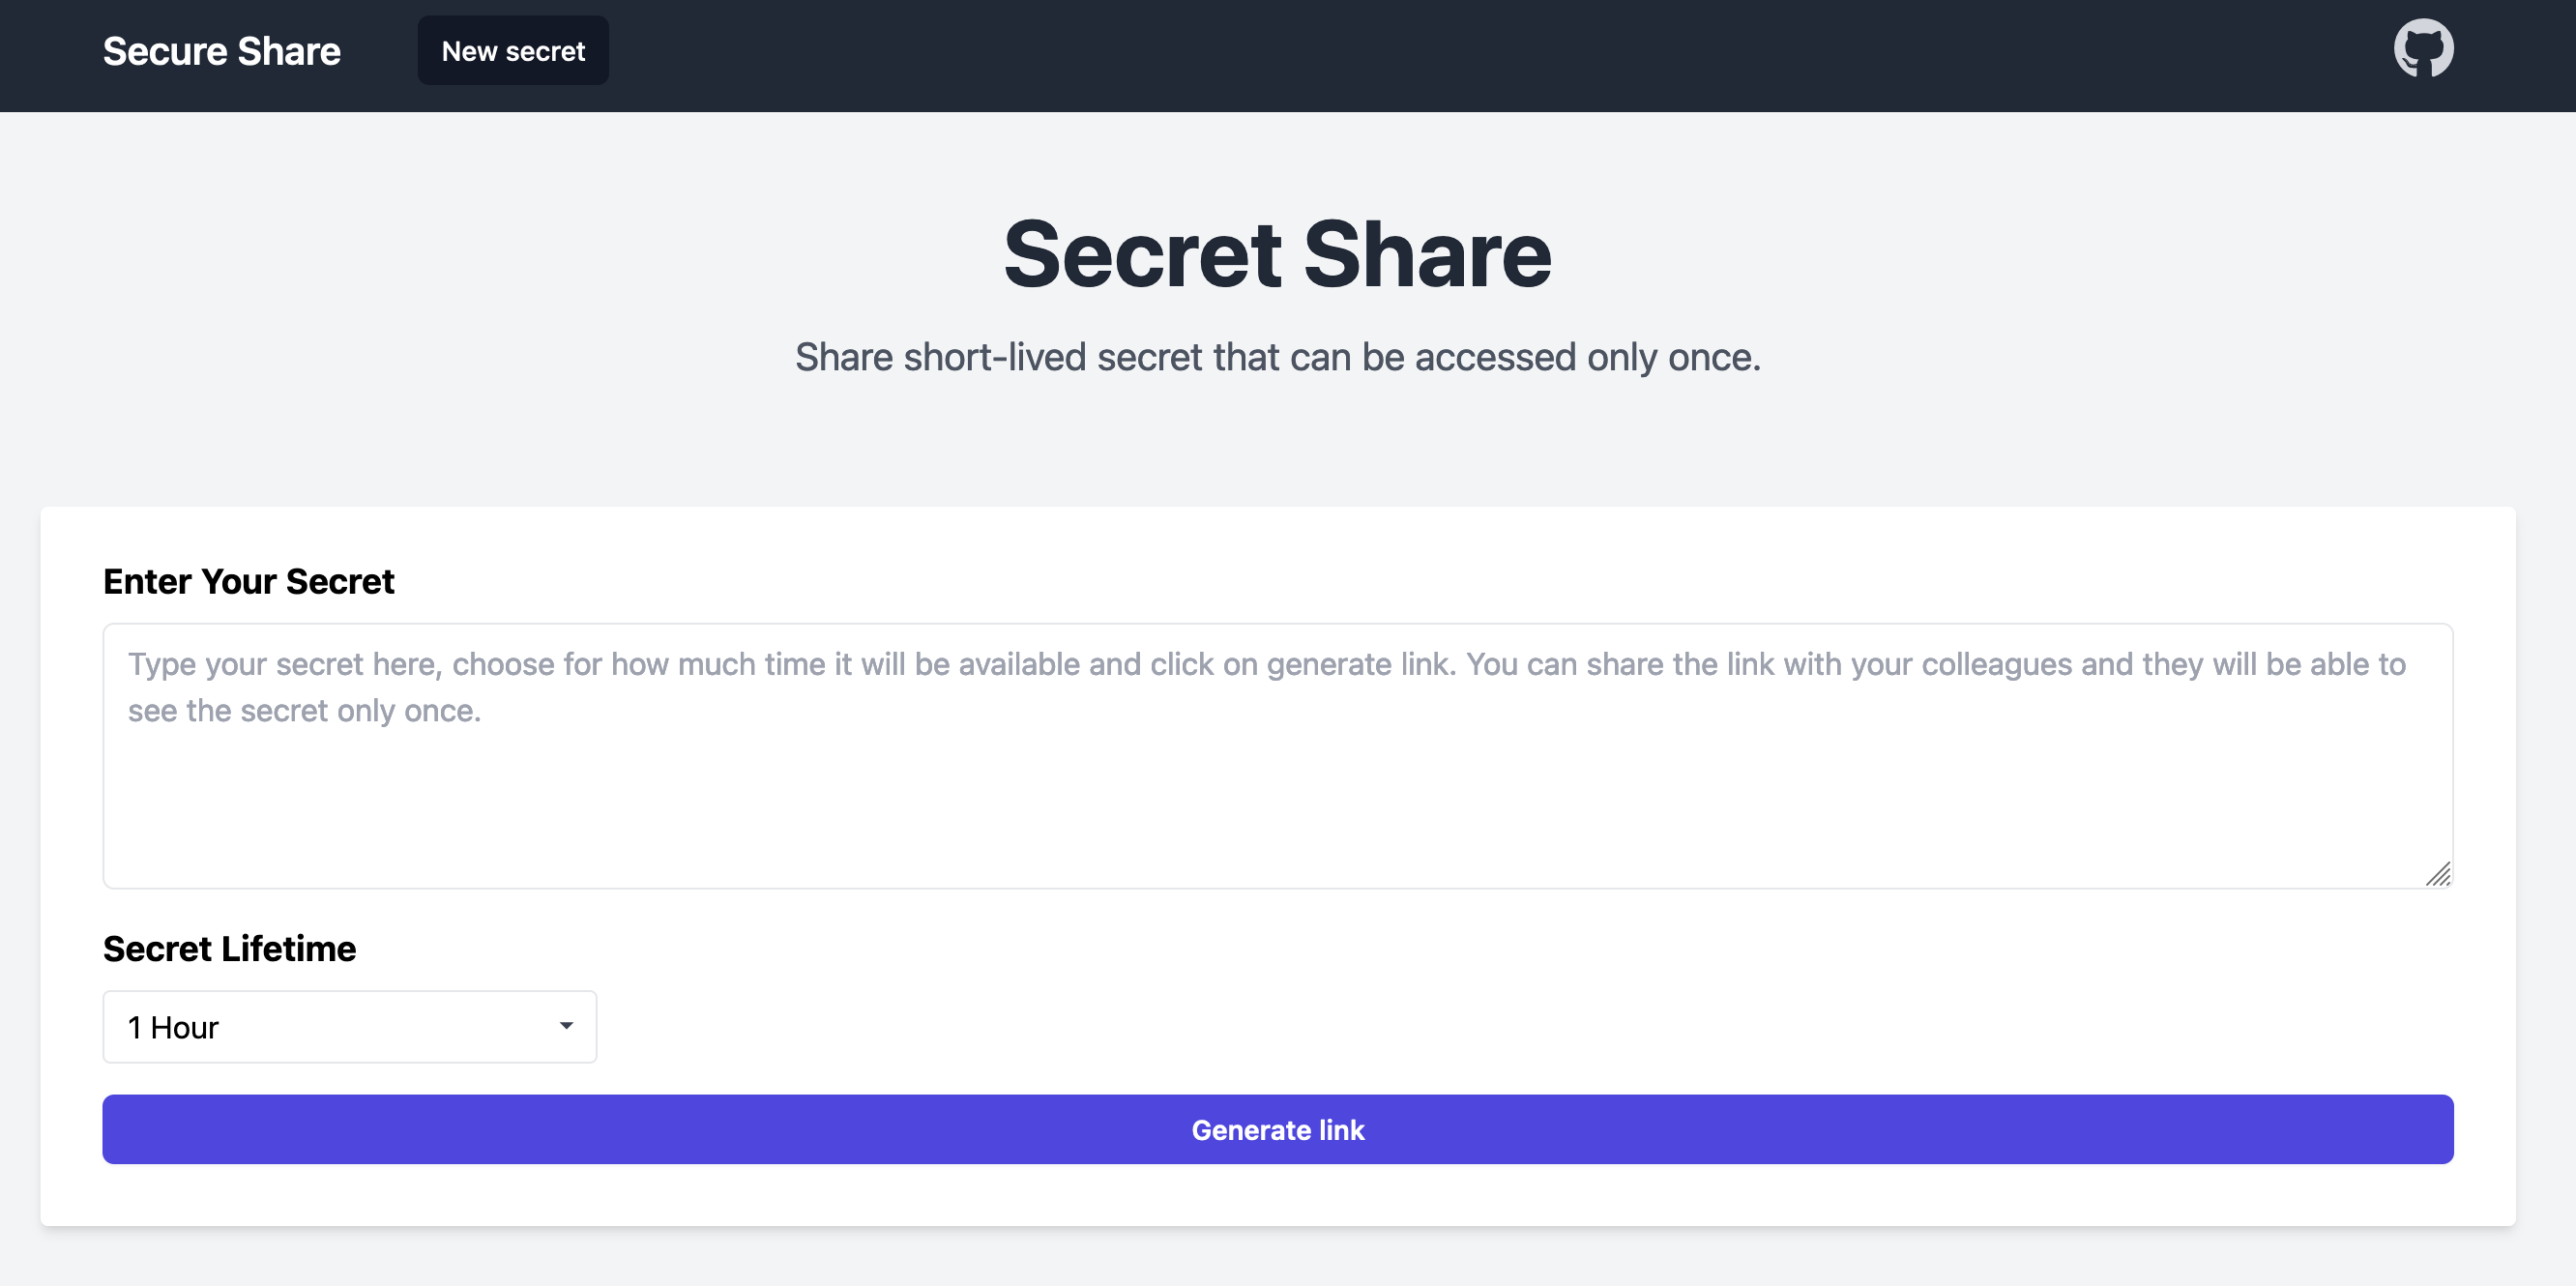 Secure Share
New secret
Secret Share
Share short-lived secret that can be accessed only once.
Enter Your Secret
Type your secret here, choose for how much time it will be available and click on generate link. You can share the link with your colleagues and they will be able to
see the secret only once.
Secret Lifetime
1 Hour
Generate link